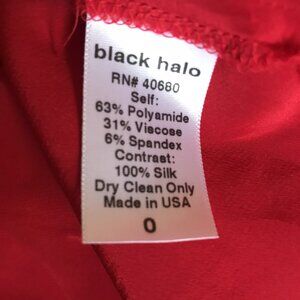 black halo
RN# 40680
Self:
63% Polyamide
31% Viscose
6% Spandex
Contrast:
100% Silk
Dry Clean Only
Made in USA
0